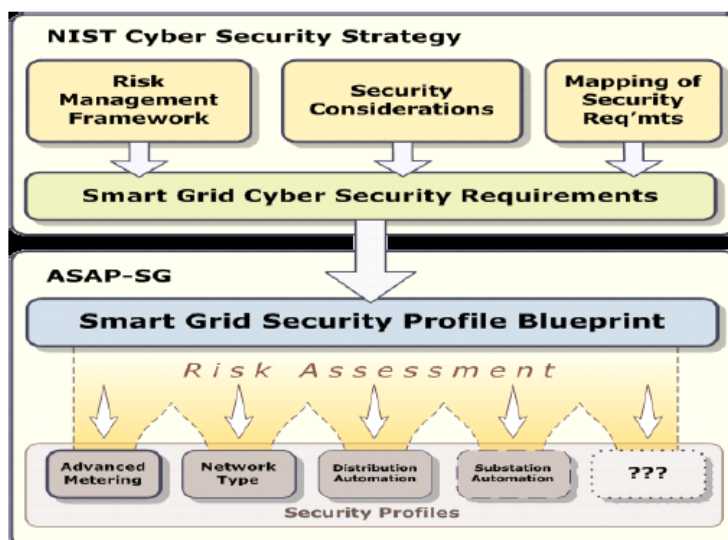 NIST Cyber Security Strategy
Risk
Management
Framework
Security
Considerations
Mapping of
Security
Req'mts
Smart Grid Cyber Security Requirements
ASAP-SG
Smart Grid Security Profile Blueprint
Risk Assessment
Advanced
Metering
Network
Type
Distribution
Automation
Substation
Automation
???
Security Profiles